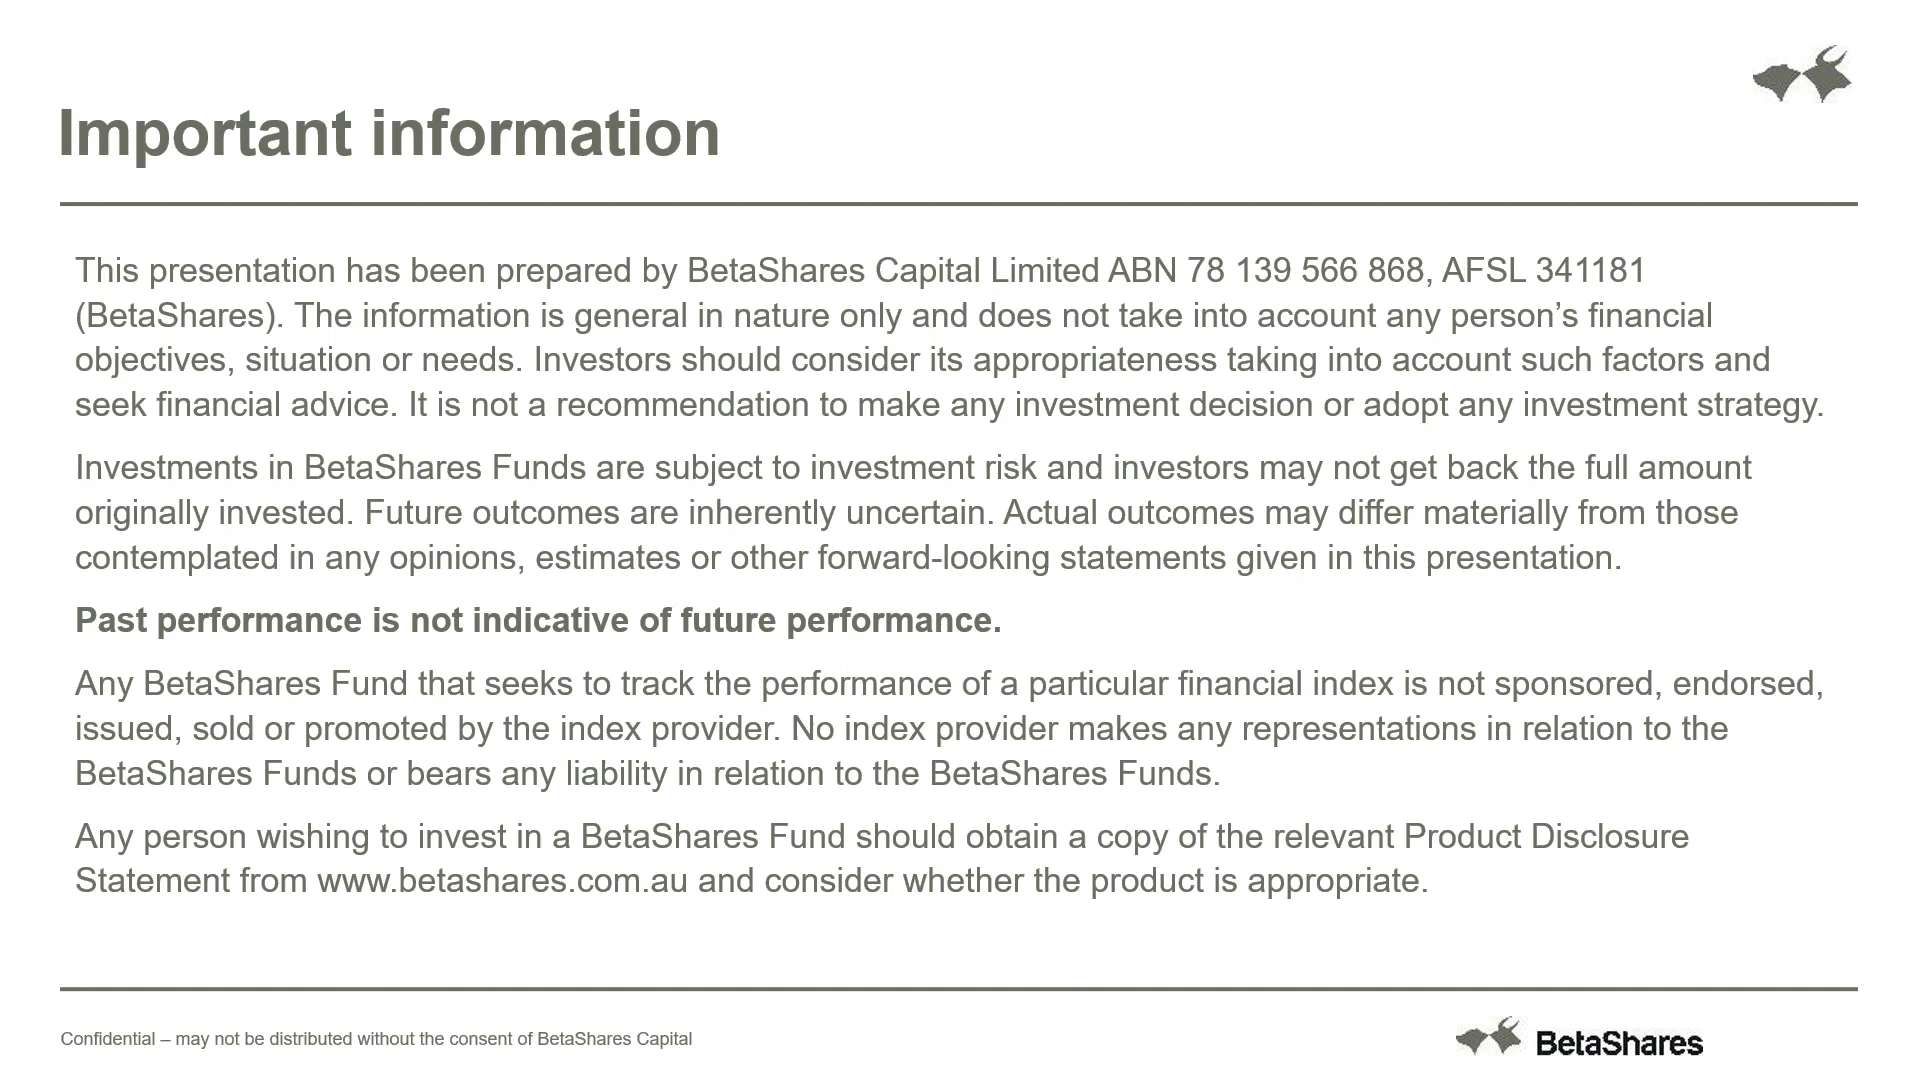 Important information
This presentation has been prepared by BetaShares Capital Limited ABN 78 139 566 868, AFSL 341181
(BetaShares). The information is general in nature only and does not take into account any person’s financial
objectives, situation or needs. Investors should consider its appropriateness taking into account such factors and
seek financial advice. It is not a recommendation to make any investment decision or adopt any investment strategy.
Investments in BetaShares Funds are subject to investment risk and investors may not get back the full amount
originally invested. Future outcomes are inherently uncertain. Actual outcomes may differ materially from those
contemplated in any opinions, estimates or other forward-looking statements given in this presentation.
Past performance is not indicative of future performance.
Any BetaShares Fund that seeks to track the performance of a particular financial index is not sponsored, endorsed,
issued, sold or promoted by the index provider. No index provider makes any representations in relation to the
BetaShares Funds or bears any liability in relation to the BetaShares Funds.
Any person wishing to invest in a BetaShares Fund should obtain a copy of the relevant Product Disclosure
Statement from www.betashares.com.au and consider whether the product is appropriate.
Confidential – may not be distributed without the consent of BetaShares Capital
BetaShares